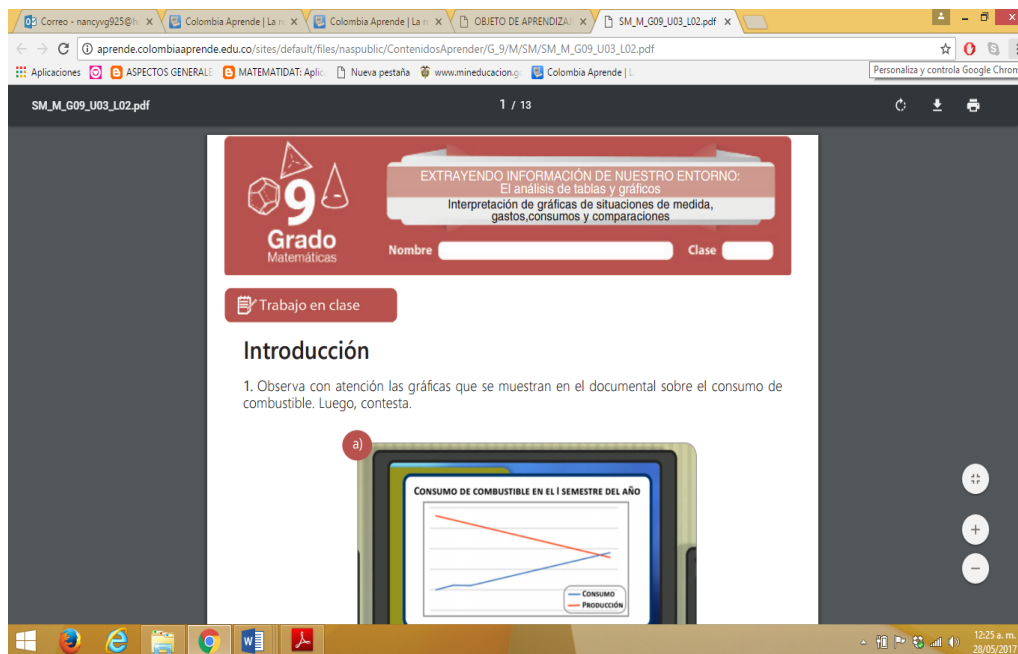 Correo - nancyvg925@h
Colombia Aprende | La r
Colombia Aprende | La r
OBJETO DE APRENDIZAJ
SM_M_G09_U03_L02.pdf
aprende.colombiaaprende.edu.co/sites/default/files/naspublic/ContenidosAprender/G_9/M/SM/SM_M_G09_U03_L02.pdf
Aplicaciones
ASPECTOS GENERALE
MATEMATIDAT: Aplic
Nueva pestaña
www.mineducacion.g
Colombia Aprende | L
Personaliza y controla Google Chrom
SM_M_G09_U03_L02.pdf
1 / 13
9
Grado
Matemáticas
EXTRAYENDO INFORMACIÓN DE NUESTRO ENTORNO:
El análisis de tablas y gráficos
Interpretación de gráficas de situaciones de medida,
gastos,consumos y comparaciones
Nombre
Clase
Trabajo en clase
Introducción
1. Observa con atención las gráficas que se muestran en el documental sobre el consumo de
combustible. Luego, contesta.
a)
CONSUMO DE COMBUSTIBLE EN EL I SEMESTRE DEL AÑO
CONSUMO
PRODUCCIÓN
12:25 a. m.
28/05/2017